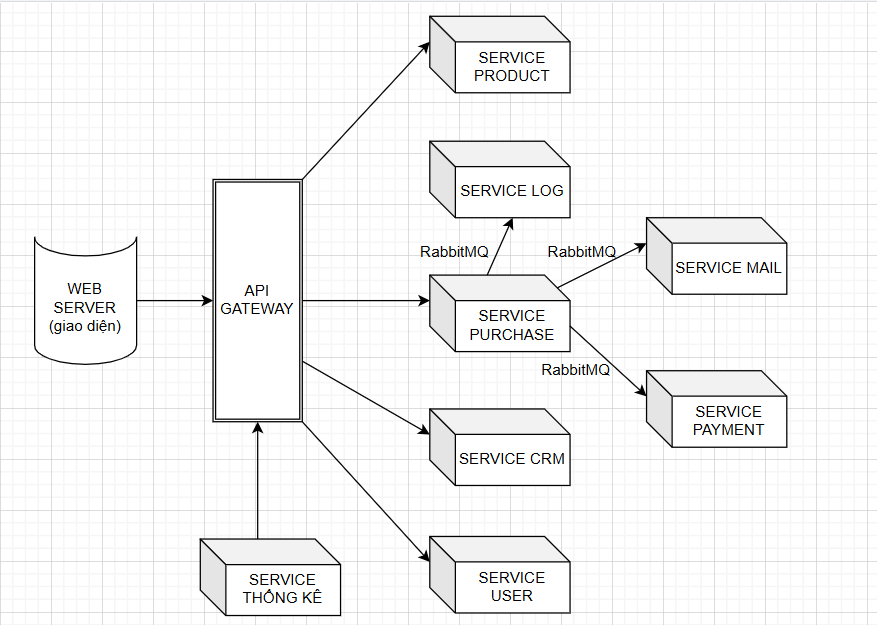 SERVICE
PRODUCT
SERVICE LOG
RabbitMQ
RabbitMQ
SERVICE MAIL
WEB
SERVER
(giao diện)
API
GATEWAY
SERVICE
PURCHASE
RabbitMQ
SERVICE
PAYMENT
SERVICE CRM
SERVICE
THỐNG KÊ
SERVICE
USER